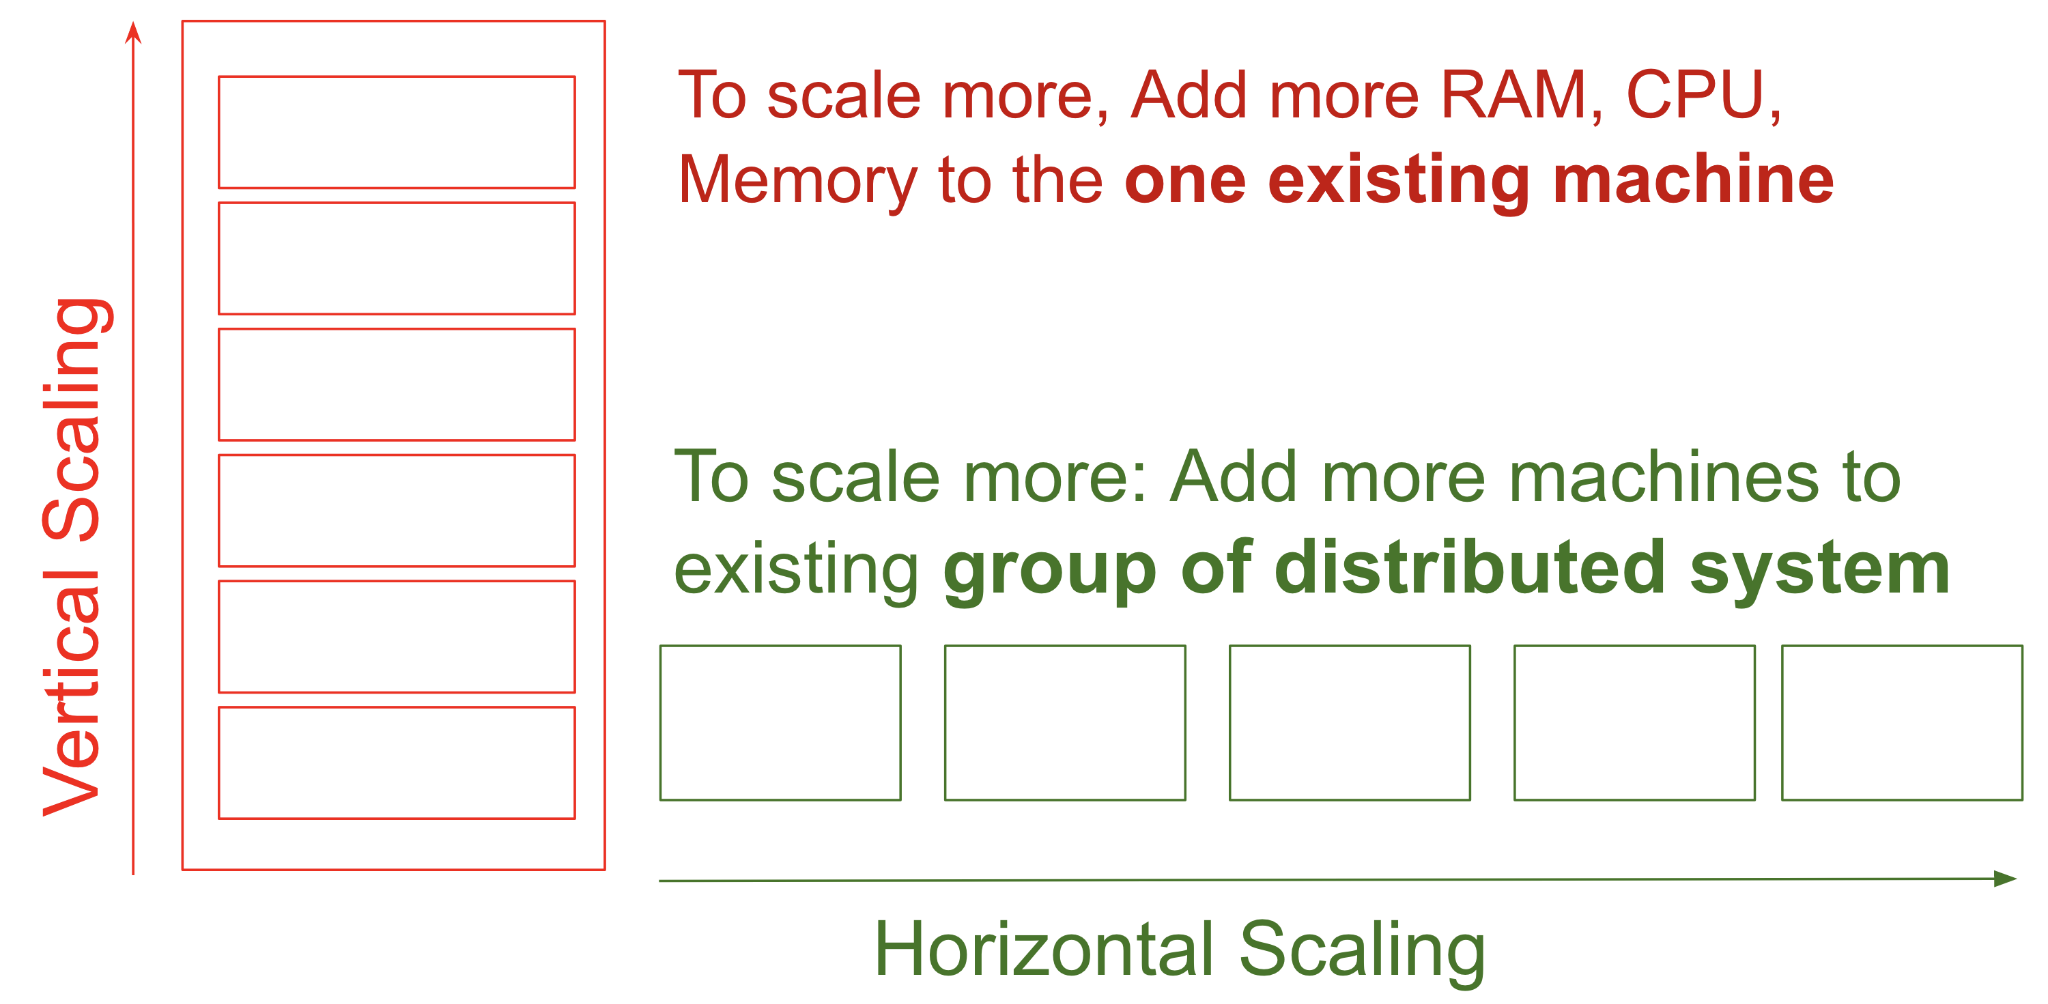 Vertical Scaling
To scale more, Add more RAM, CPU,
Memory to the one existing machine
To scale more: Add more machines to
existing group of distributed system
Horizontal Scaling